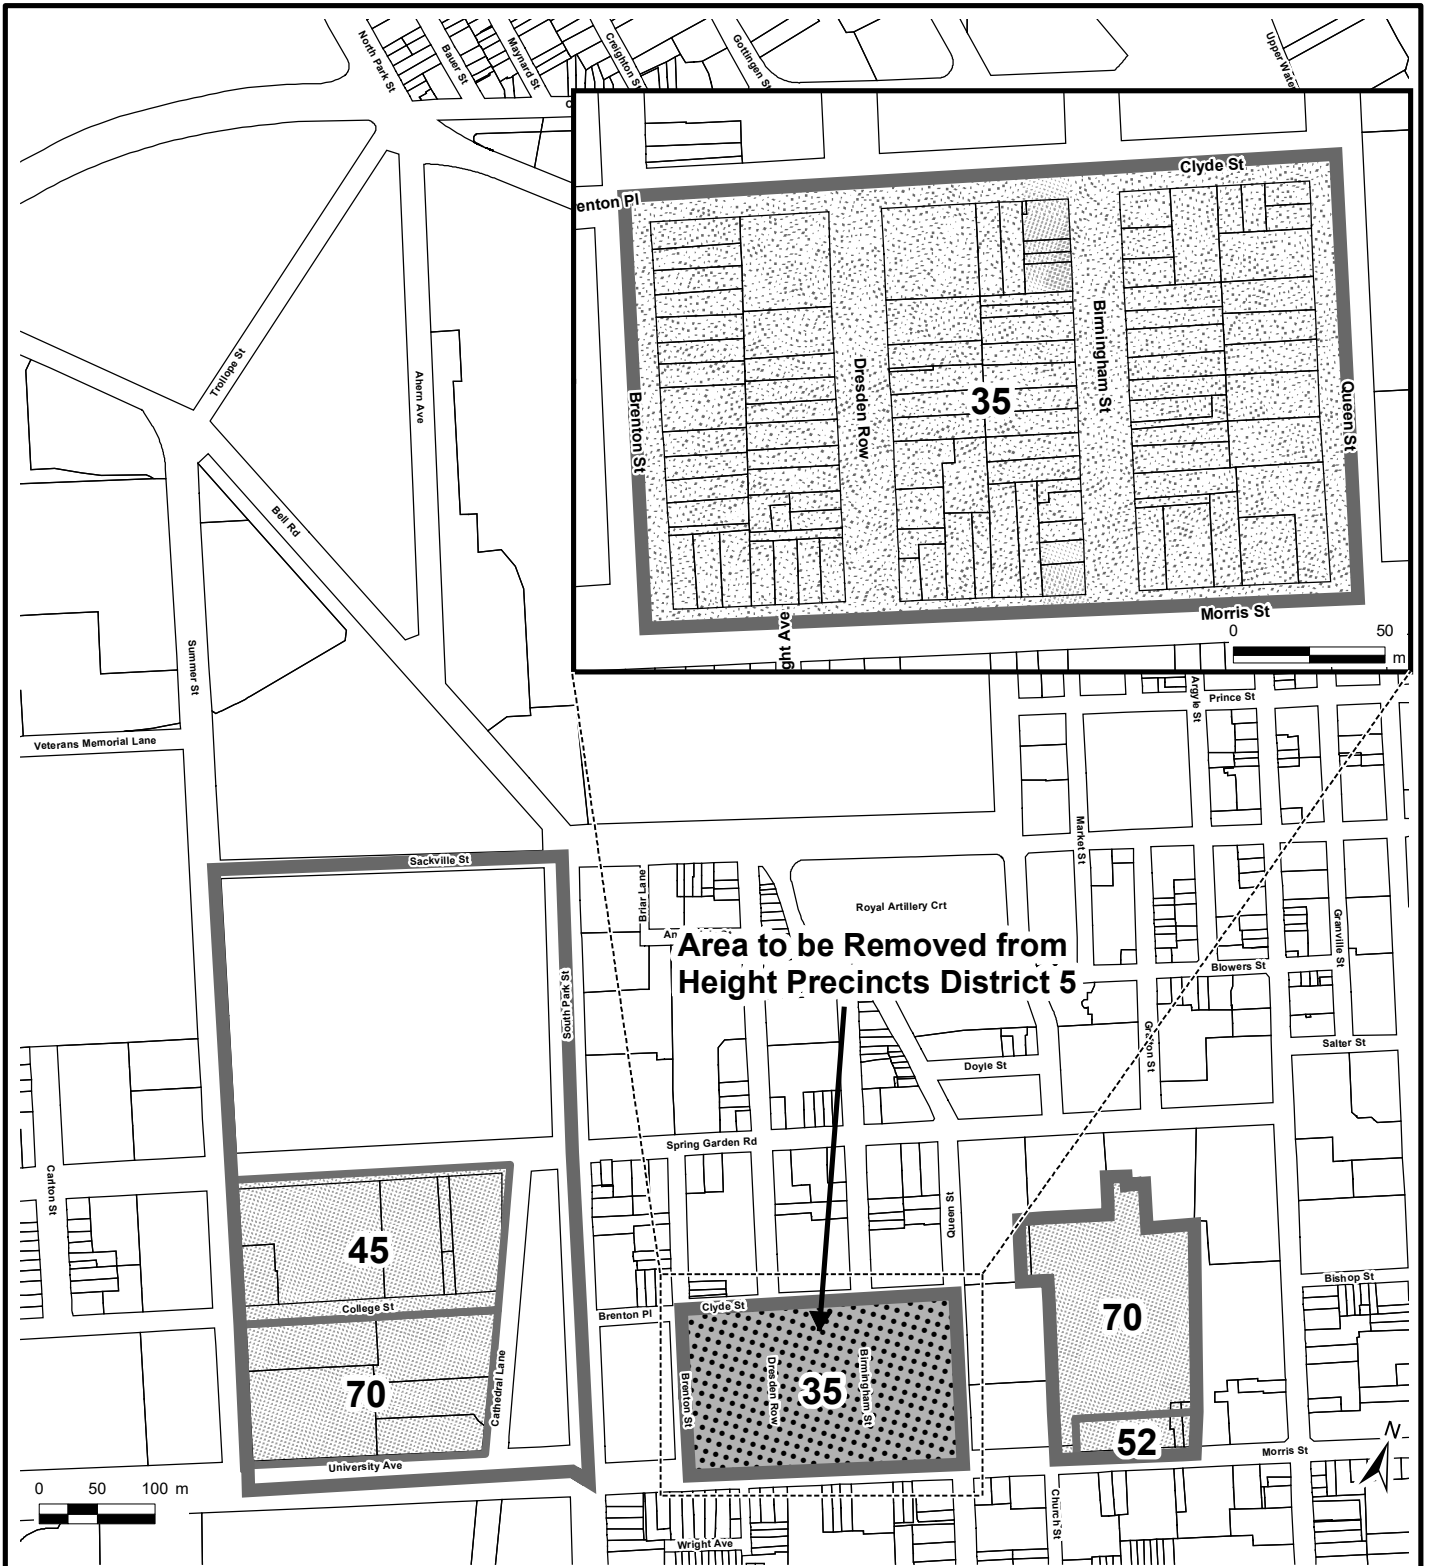 North Park St
Bauer St
Maynard St
Creighton St
Gottingen St
Clyde St
enton Pl
Trollope St
Ahern Ave
Brenton St
Dresden Row
35
Birmingham St
Queen St
Bell Rd
Morris St
ght Ave
0 50
m
Summer St
Argyle St
Prince St
Veterans Memorial Lane
Market St
Sackville St
Briar Lane
Royal Artillery Crt
Area to be Removed from
Height Precincts District 5
Granville St
Blowers St
South Park St
Grafton St
Salter St
Doyle St
Spring Garden Rd
Carlton St
Queen St
45
Bishop St
College St
Clyde St
Brenton Pl
70
Cathedral Lane
70
Brenton St
Dresden Row
35
Birmingham St
52
N
Morris St
University Ave
0 50 100 m
Church St
Wright Ave